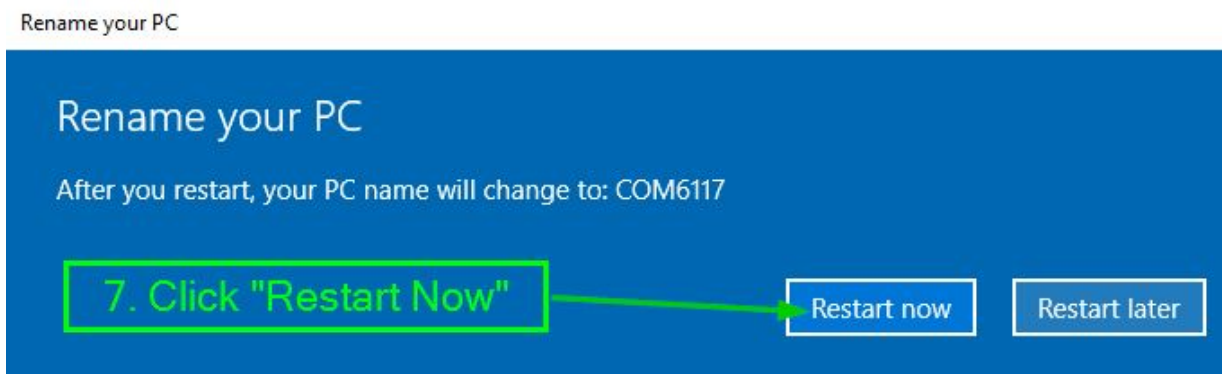 Rename your PC
Rename your PC
After you restart, your PC name will change to: COM6117
7. Click "Restart Now"
Restart now
Restart later